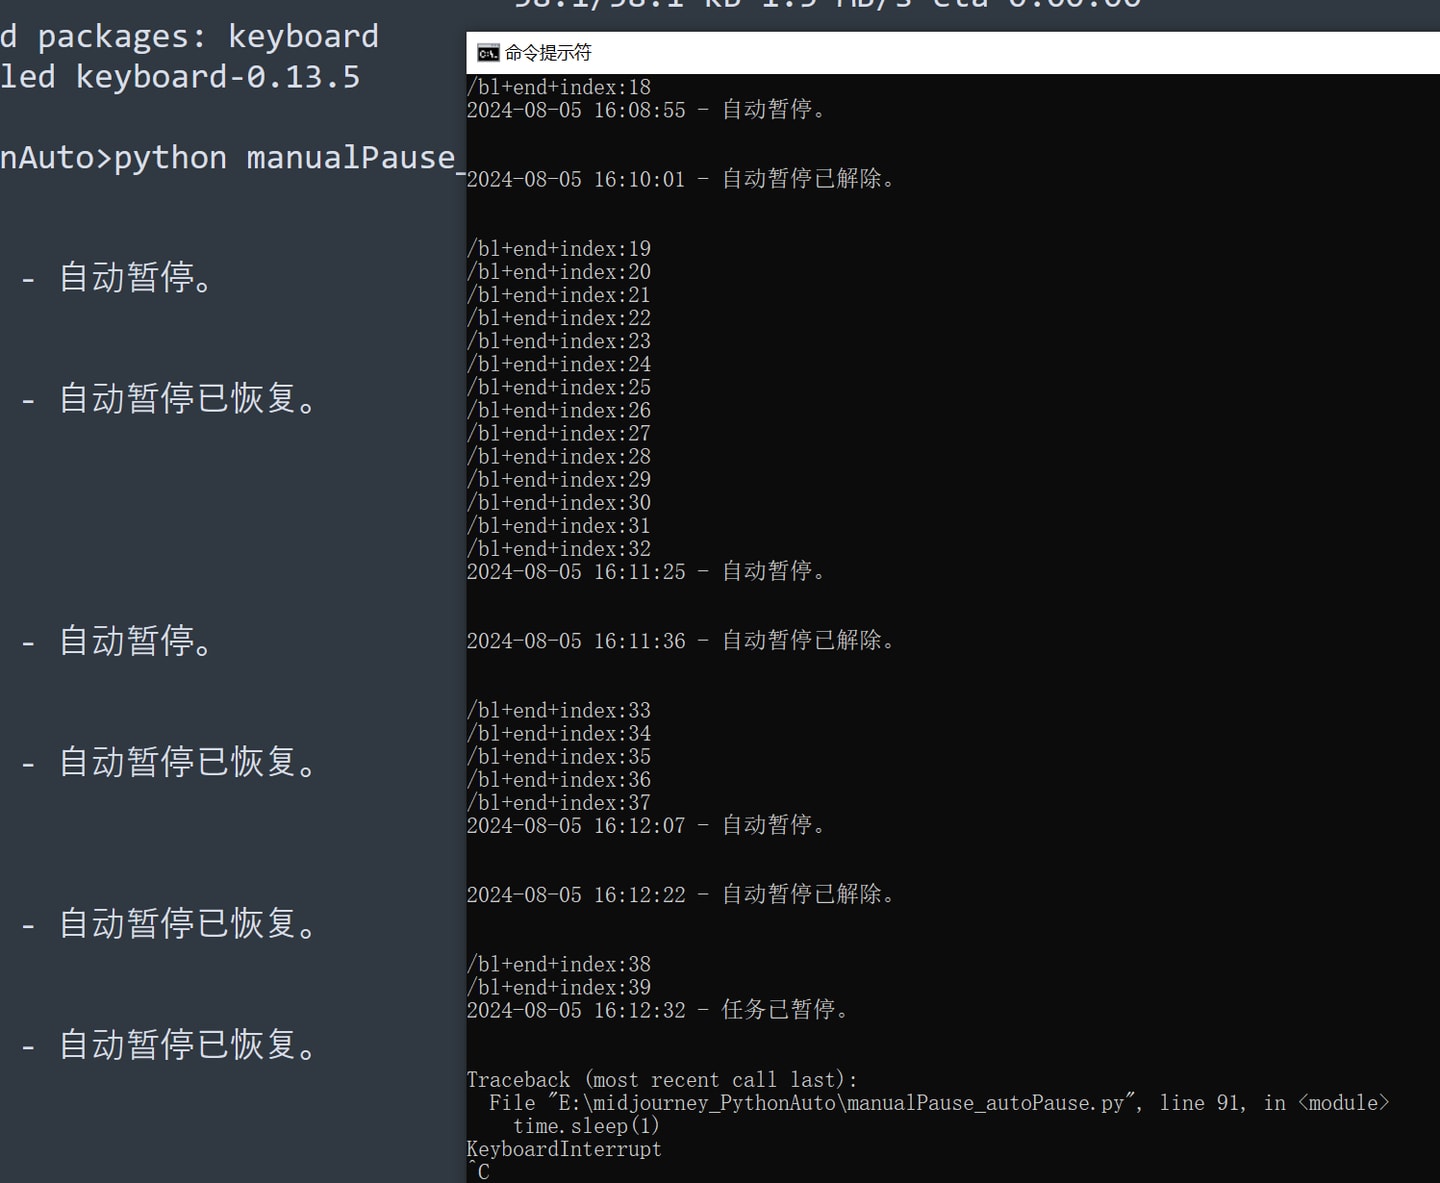 d packages: keyboard
led keyboard-0.13.5
nAuto>python manualPause_
- 自动暂停。
- 自动暂停已恢复。
- 自动暂停。
- 自动暂停已恢复。
- 自动暂停已恢复。
- 自动暂停已恢复。
命令提示符
/bl+end+index:18
2024-08-05 16:08:55 - 自动暂停。
2024-08-05 16:10:01 - 自动暂停已解除。
/bl+end+index:19
/bl+end+index:20
/bl+end+index:21
/bl+end+index:22
/bl+end+index:23
/bl+end+index:24
/bl+end+index:25
/bl+end+index:26
/bl+end+index:27
/bl+end+index:28
/bl+end+index:29
/bl+end+index:30
/bl+end+index:31
/bl+end+index:32
2024-08-05 16:11:25 - 自动暂停。
2024-08-05 16:11:36 - 自动暂停已解除。
/bl+end+index:33
/bl+end+index:34
/bl+end+index:35
/bl+end+index:36
/bl+end+index:37
2024-08-05 16:12:07 - 自动暂停。
2024-08-05 16:12:22 - 自动暂停已解除。
/bl+end+index:38
/bl+end+index:39
2024-08-05 16:12:32 - 任务已暂停。
Traceback (most recent call last):
File "E:\midjourney_PythonAuto\manualPause_autoPause.py", line 91, in <module>
time.sleep(1)
KeyboardInterrupt
^C